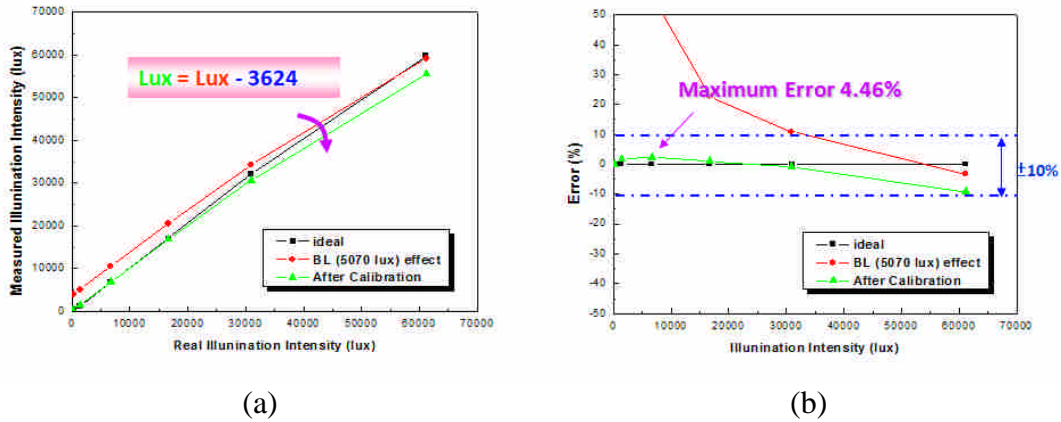 (a)
70000
60000
50000
40000
30000
20000
10000
0
Measured Illunination Intensity (lux)
Lux = Lux - 3624
ideal
BL (5070 lux) effect
After Calibration
0 10000 20000 30000 40000 50000 60000 70000
Real Illunination Intensity (lux)
(a)
(b)
50
40
30
20
10
0
-10
-20
-30
-40
-50
Error (%)
Maximum Error 4.46%
±10%
ideal
BL (5070 lux) effect
After Calibration
0 10000 20000 30000 40000 50000 60000 70000
Illunination Intensity (lux)
(b)